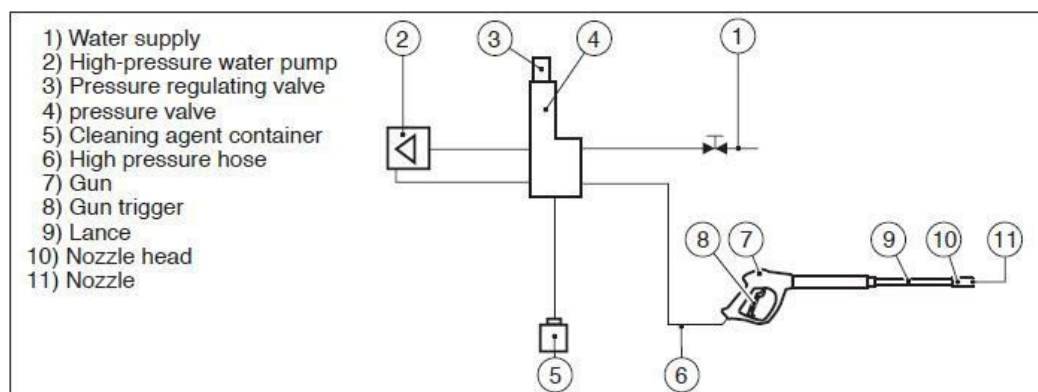 1) Water supply
2) High-pressure water pump
3) Pressure regulating valve
4) pressure valve
5) Cleaning agent container
6) High pressure hose
7) Gun
8) Gun trigger
9) Lance
10) Nozzle head
11) Nozzle
2
3
4
1
8
7
9
10
11
5
6